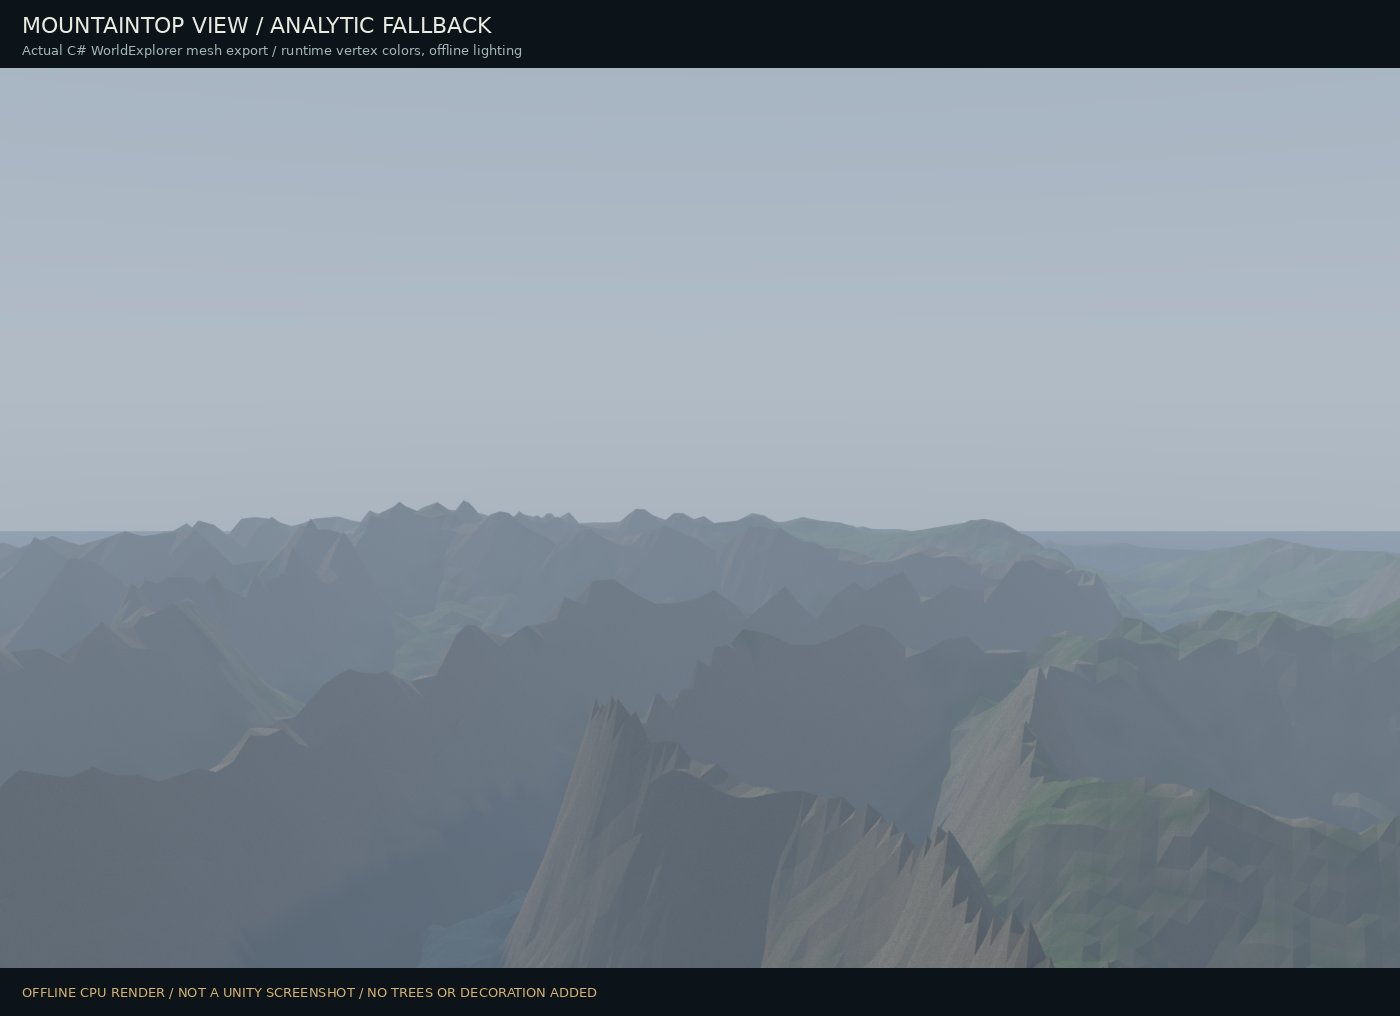 MOUNTAINTOP VIEW / ANALYTIC FALLBACK
Actual C# WorldExplorer mesh export / runtime vertex colors, offline lighting
OFFLINE CPU RENDER / NOT A UNITY SCREENSHOT / NO TREES OR DECORATION ADDED